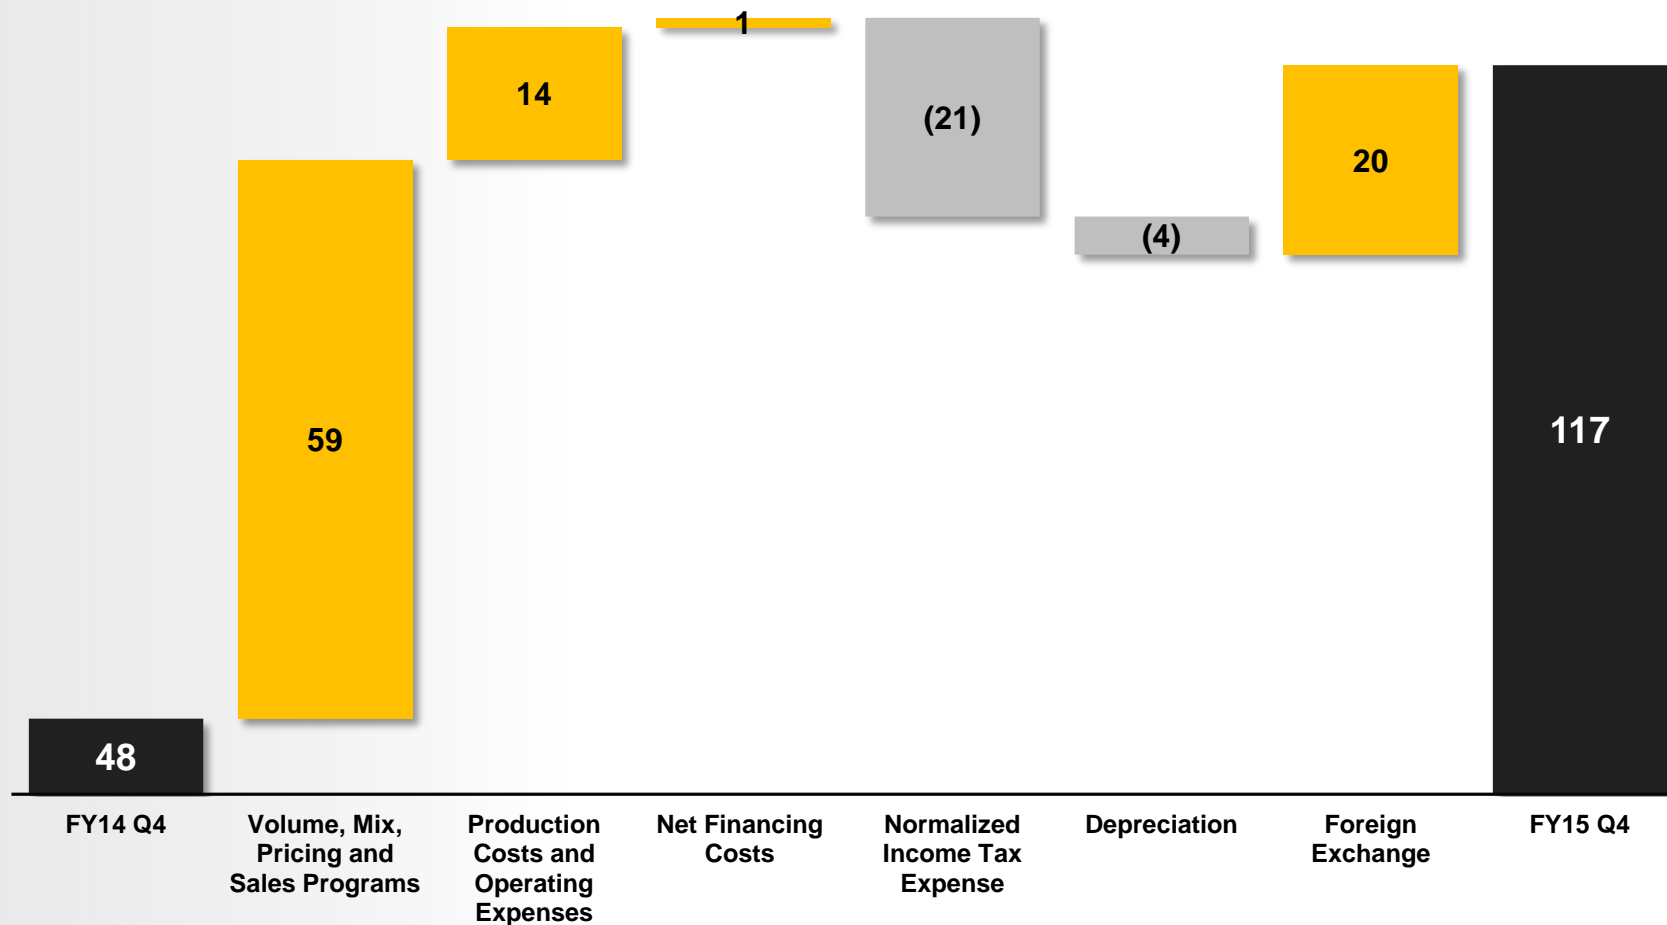 1
14
(21)
20
(4)
59
117
48
FY14 Q4
Volume, Mix,
Pricing and
Sales Programs
Production
Costs and
Operating
Expenses
Net Financing
Costs
Normalized
Income Tax
Expense
Depreciation
Foreign
Exchange
FY15 Q4